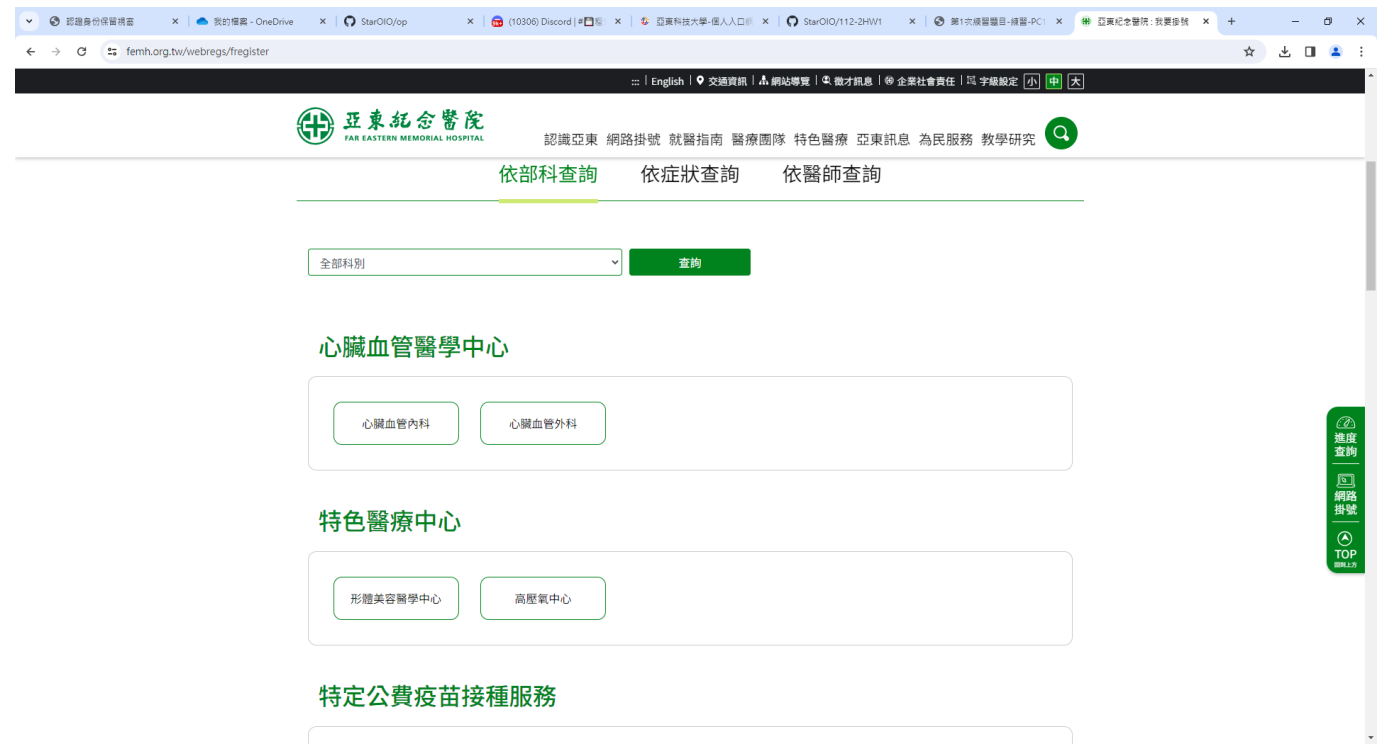 認證身份保留視窗
我的檔案 - OneDrive
StarOIO/op
(10306) Discord | #
亞東科技大學-個人入口
StarOIO/112-2HW1
第1次練習題目-練習-PC1
亞東紀念醫院:我要掛號
femh.org.tw/webregs/fregister
::: | English | 交通資訊 | 網站導覽 | 徵才訊息 | 企業社會責任 | 字級設定 小 中 大
亞東紀念醫院
FAR EASTERN MEMORIAL HOSPITAL
認識亞東 網路掛號 就醫指南 醫療團隊 特色醫療 亞東訊息 為民服務 教學研究
依部科查詢 依症狀查詢 依醫師查詢
全部科別 查詢
心臟血管醫學中心
心臟血管內科 心臟血管外科
特色醫療中心
形體美容醫學中心 高壓氧中心
特定公費疫苗接種服務
進度
查詢
網路
掛號
TOP
回到上方